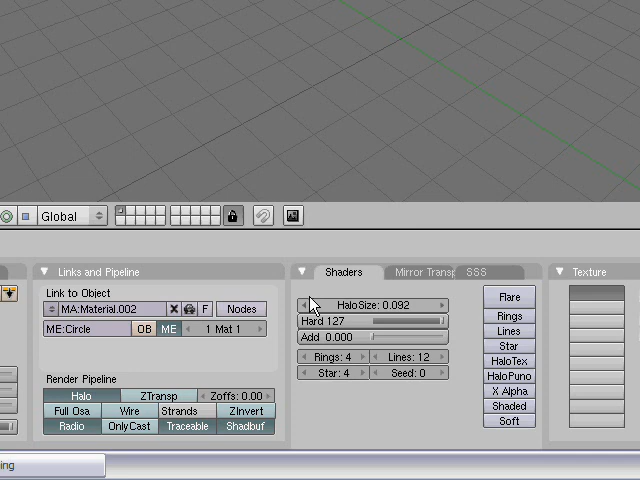 Global
Links and Pipeline
Link to Object
MA:Material.002
F
Nodes
ME:Circle
OB
ME
1 Mat 1
Render Pipeline
Halo
ZTransp
Zoffs: 0.00
Full Osa
Wire
Strands
ZInvert
Radio
OnlyCast
Traceable
Shadbuf
Shaders
Mirror Transp
SSS
HaloSize: 0.092
Hard 127
Add 0.000
Rings: 4
Lines: 12
Star: 4
Seed: 0
Flare
Rings
Lines
Star
HaloTex
HaloPuno
X Alpha
Shaded
Soft
Texture
ing